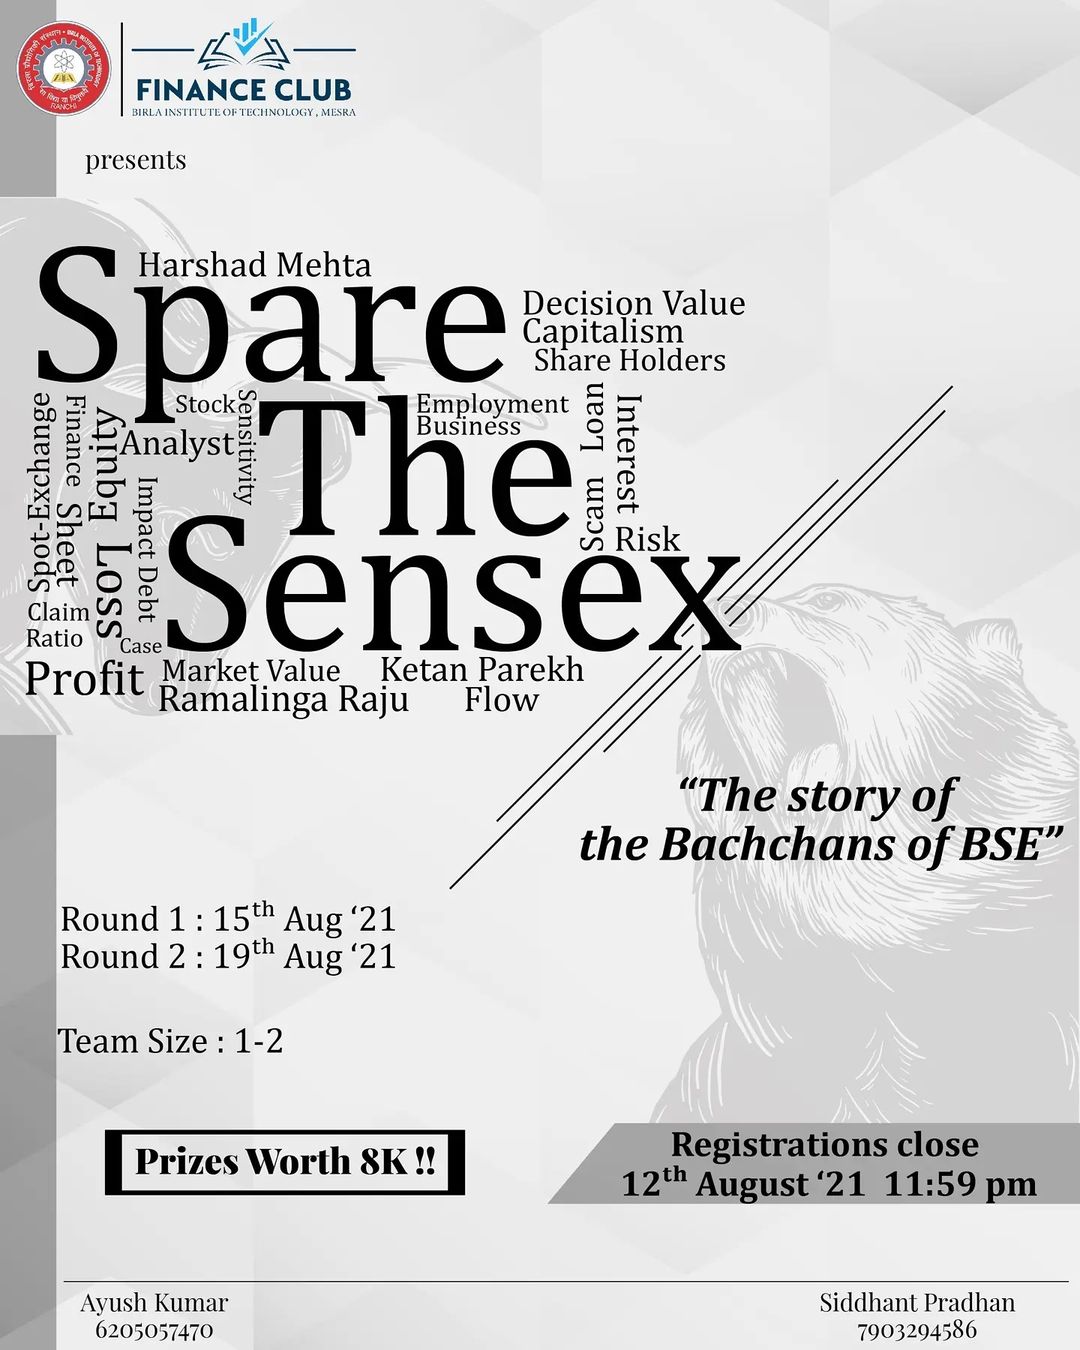 FINANCE CLUB
BIRLA INSTITUTE OF TECHNOLOGY , MESRA
RANCHI
presents
Harshad Mehta
Spare
Decision Value
Capitalism
Share Holders
Spot-Exchange
Finance
Sheet
Equity
Loss
Stock
Analyst
Sensitivity
Impact Debt
The
Employment
Business
Loan
Scam
Interest
Risk
Sensex
Claim
Ratio
Case
Profit
Market Value
Ketan Parekh
Ramalinga Raju
Flow
“The story of
the Bachchans of BSE”
Round 1 : 15th Aug ‘21
Round 2 : 19th Aug ‘21
Team Size : 1-2
Prizes Worth 8K !!
Registrations close
12th August ‘21 11:59 pm
Ayush Kumar
6205057470
Siddhant Pradhan
7903294586